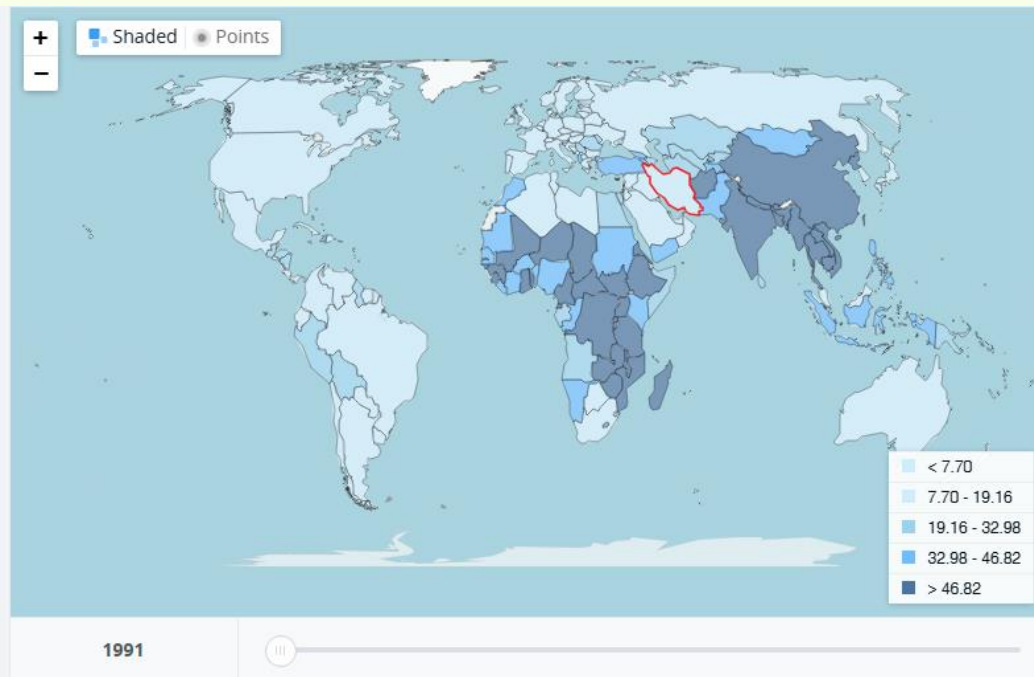 +
Shaded Points
−
< 7.70
7.70 - 19.16
19.16 - 32.98
32.98 - 46.82
> 46.82
1991